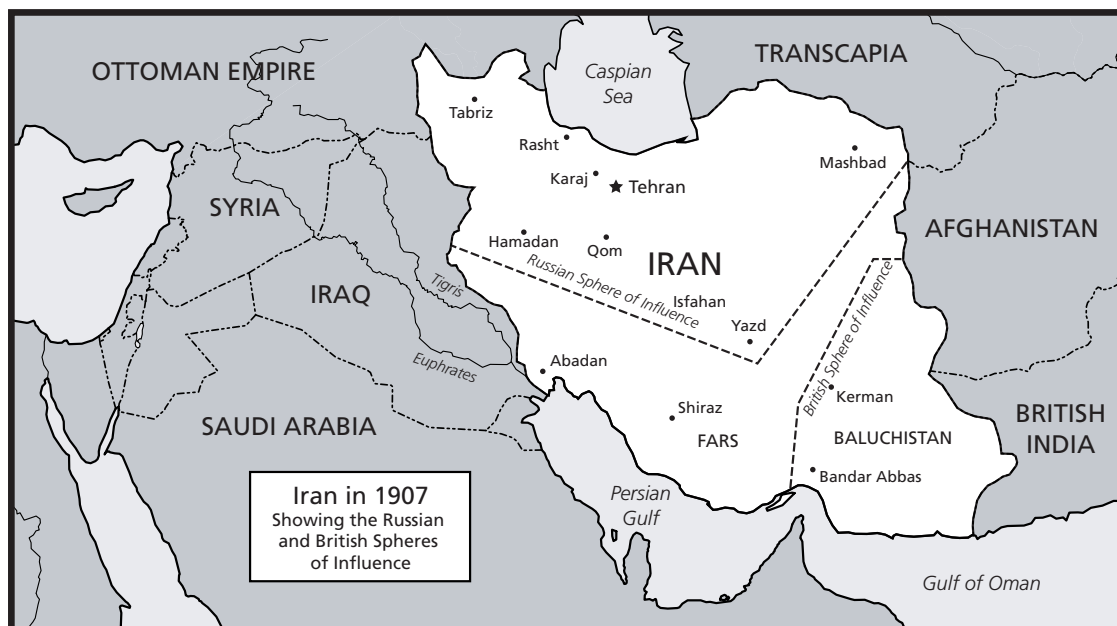 OTTOMAN EMPIRE
Caspian
Sea
TRANSCAPIA
Tabriz
Rasht
Mashbad
Karaj
Tehran
SYRIA
AFGHANISTAN
Hamadan
Qom
IRAN
Russian Sphere of Influence
IRAQ
Tigris
Isfahan
Yazd
British Sphere of Influence
Euphrates
Abadan
Kerman
Shiraz
FARS
BALUCHISTAN
BRITISH
INDIA
SAUDI ARABIA
Bandar Abbas
Persian
Gulf
Iran in 1907
Showing the Russian
and British Spheres
of Influence
Gulf of Oman